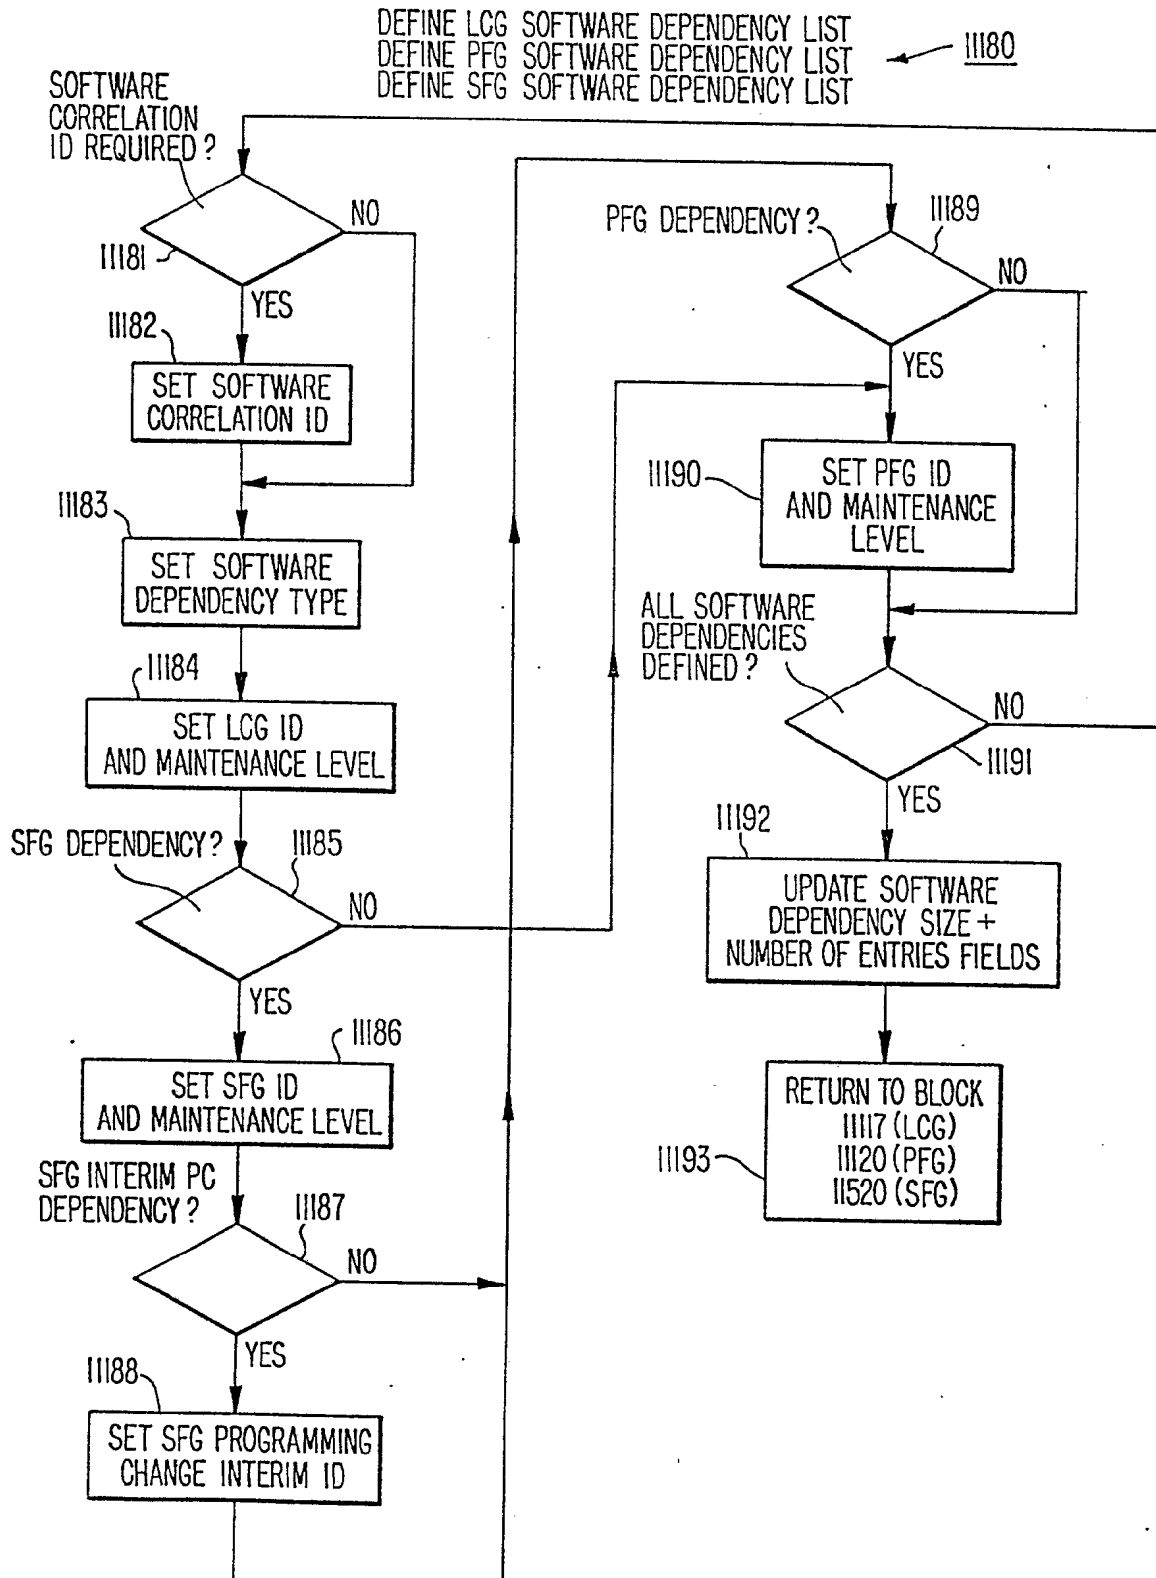 DEFINE LCG SOFTWARE DEPENDENCY LIST
DEFINE PFG SOFTWARE DEPENDENCY LIST
DEFINE SFG SOFTWARE DEPENDENCY LIST
11180
SOFTWARE
CORRELATION
ID REQUIRED?
11181
NO
YES
11182
SET SOFTWARE
CORRELATION ID
11183
SET SOFTWARE
DEPENDENCY TYPE
11184
SET LCG ID
AND MAINTENANCE LEVEL
SFG DEPENDENCY?
11185
NO
YES
11186
SET SFG ID
AND MAINTENANCE LEVEL
SFG INTERIM PC
DEPENDENCY?
11187
NO
YES
11188
SET SFG PROGRAMMING
CHANGE INTERIM ID
PFG DEPENDENCY?
11189
NO
YES
11190
SET PFG ID
AND MAINTENANCE
LEVEL
ALL SOFTWARE
DEPENDENCIES
DEFINED?
NO
11191
YES
11192
UPDATE SOFTWARE
DEPENDENCY SIZE +
NUMBER OF ENTRIES FIELDS
11193
RETURN TO BLOCK
11117 (LCG)
11120 (PFG)
11520 (SFG)